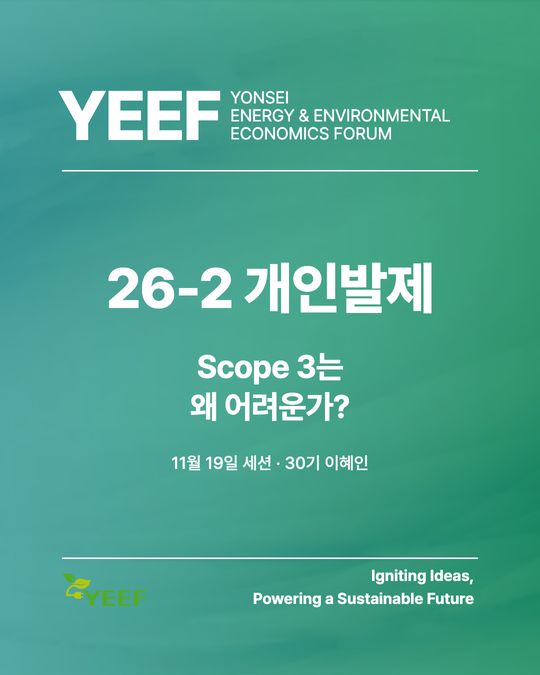 YEEF
YONSEI
ENERGY & ENVIRONMENTAL
ECONOMICS FORUM
26-2 개인발제
Scope 3는
왜 어려운가?
11월 19일 세션 · 30기 이혜인
YEEF
Igniting Ideas,
Powering a Sustainable Future